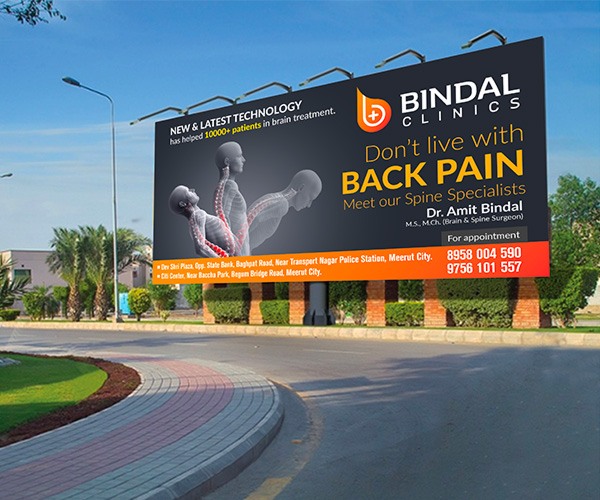 NEW & LATEST TECHNOLOGY
has helped 10000+ patients in brain treatment.
b
BINDAL
CLINICS
Don't live with
BACK PAIN
Meet our Spine Specialists
Dr. Amit Bindal
M.S., M.Ch. (Brain & Spine Surgeon)
For appointment
8958 004 590
9756 101 557
• Dev Shri Plaza, Opp. State Bank, Baghpat Road, Near Transport Nagar Police Station, Meerut City.
• Citi Center, Near Baccha Park, Begum Bridge Road, Meerut City.